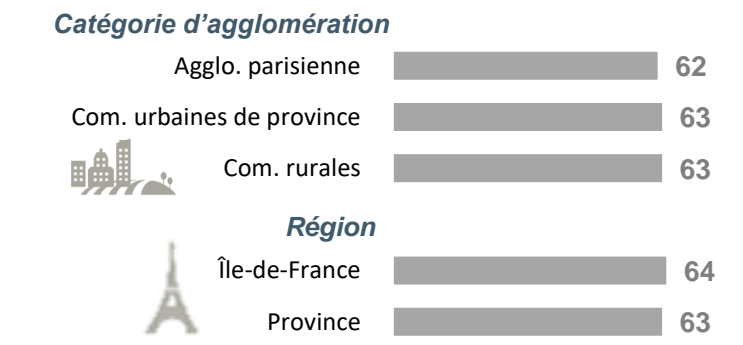 Catégorie d’agglomération
Agglo. parisienne 62
Com. urbaines de province 63
Com. rurales 63
Région
Île-de-France 64
Province 63